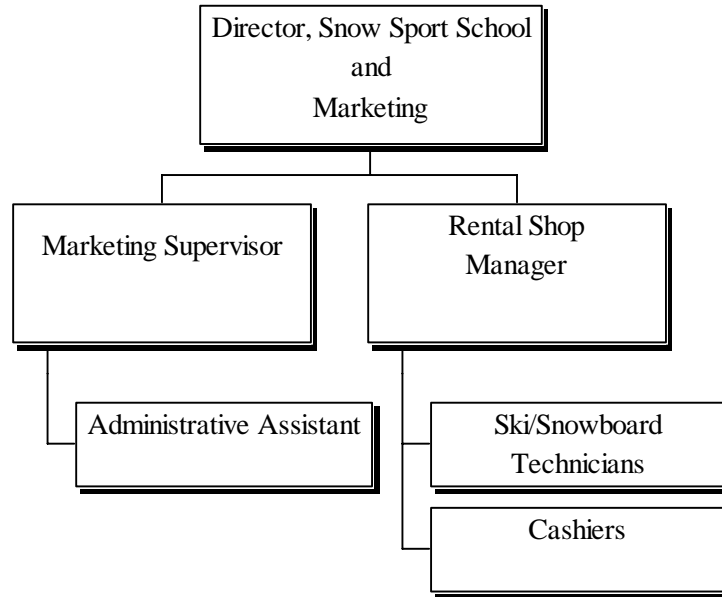 Director, Snow Sport School
and
Marketing
Marketing Supervisor
Rental Shop
Manager
Administrative Assistant
Ski/Snowboard
Technicians
Cashiers